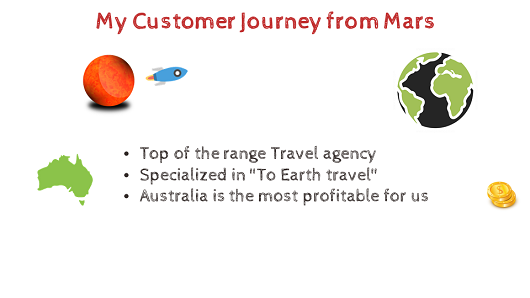 My Customer Journey from Mars
• Top of the range Travel agency
• Specialized in "To Earth travel"
• Australia is the most profitable for us